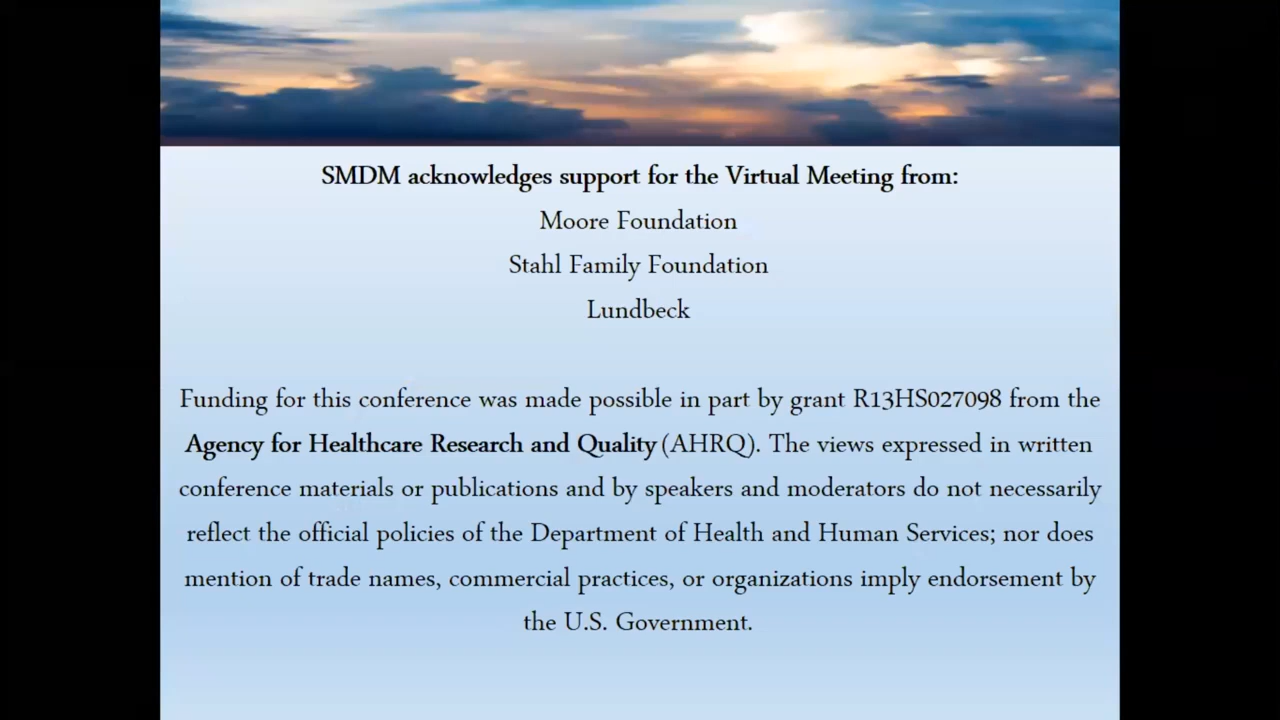 SMDM acknowledges support for the Virtual Meeting from:
Moore Foundation
Stahl Family Foundation
Lundbeck
Funding for this conference was made possible in part by grant R13HS027098 from the
Agency for Healthcare Research and Quality (AHRQ). The views expressed in written
conference materials or publications and by speakers and moderators do not necessarily
reflect the official policies of the Department of Health and Human Services; nor does
mention of trade names, commercial practices, or organizations imply endorsement by
the U.S. Government.